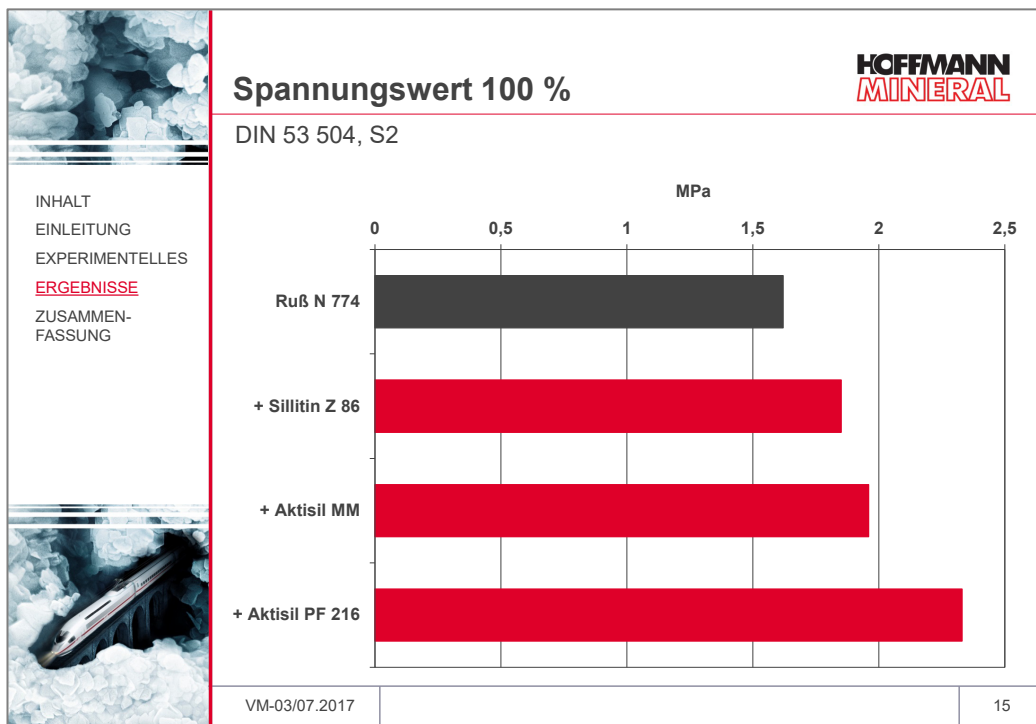 Spannungswert 100 %
HOFFMANN
MINERAL
DIN 53 504, S2
INHALT
EINLEITUNG
EXPERIMENTELLES
ERGEBNISSE
ZUSAMMEN-
FASSUNG
MPa
0 0,5 1 1,5 2 2,5
Ruß N 774
+ Sillitin Z 86
+ Aktisil MM
+ Aktisil PF 216
VM-03/07.2017
15